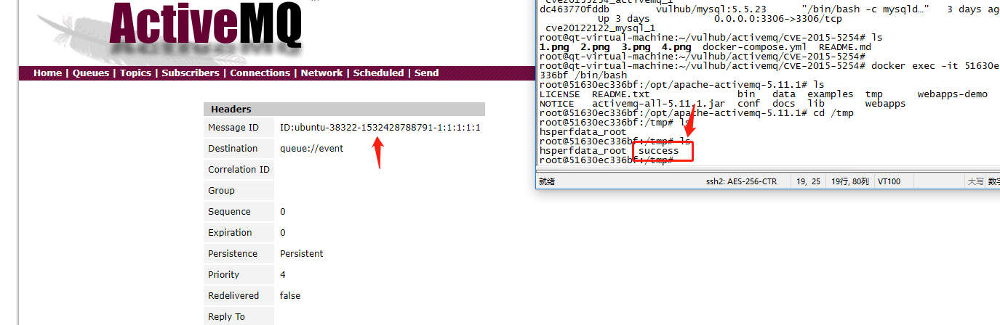 ActiveMQ
Home | Queues | Topics | Subscribers | Connections | Network | Scheduled | Send
Headers
Message ID ID:ubuntu-38322-1532428788791-1:1:1:1:1
Destination queue://event
Correlation ID
Group
Sequence 0
Expiration 0
Persistence Persistent
Priority 4
Redelivered false
Reply To
cve20155254_activemq_1
dc463770fddb vulhub/mysql:5.5.23 "/bin/bash -c mysqld…" 3 days ago
Up 3 days 0.0.0.0:3306->3306/tcp
cve20122122_mysql_1
root@qt-virtual-machine:~/vulhub/activemq/CVE-2015-5254# ls
1.png 2.png 3.png 4.png docker-compose.yml README.md
root@qt-virtual-machine:~/vulhub/activemq/CVE-2015-5254#
root@qt-virtual-machine:~/vulhub/activemq/CVE-2015-5254# docker exec -it 51630ec
336bf /bin/bash
root@51630ec336bf:/opt/apache-activemq-5.11.1# ls
LICENSE README.txt bin data examples tmp webapps-demo
NOTICE activemq-all-5.11.1.jar conf docs lib webapps
root@51630ec336bf:/opt/apache-activemq-5.11.1# cd /tmp
root@51630ec336bf:/tmp# ls
hsperfdata_root
root@51630ec336bf:/tmp# ls
hsperfdata_root success
root@51630ec336bf:/tmp#
就绪 ssh2: AES-256-CTR 19, 25 19行, 80列 VT100 大写 数字